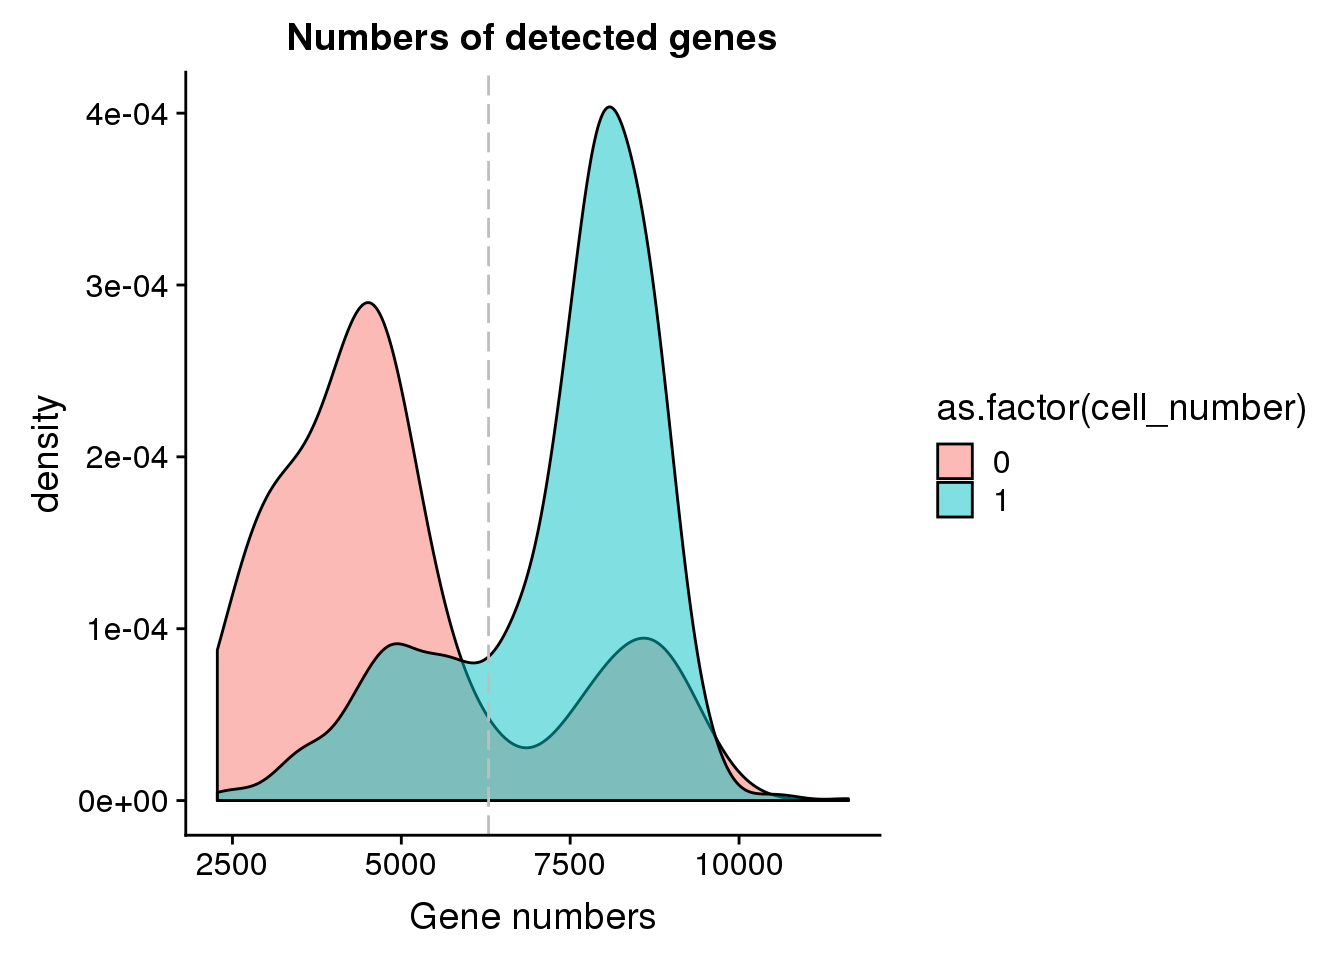 Numbers of detected genes
4e-04
3e-04
2e-04
1e-04
0e+00
density
2500 5000 7500 10000
Gene numbers
as.factor(cell_number)
0
1